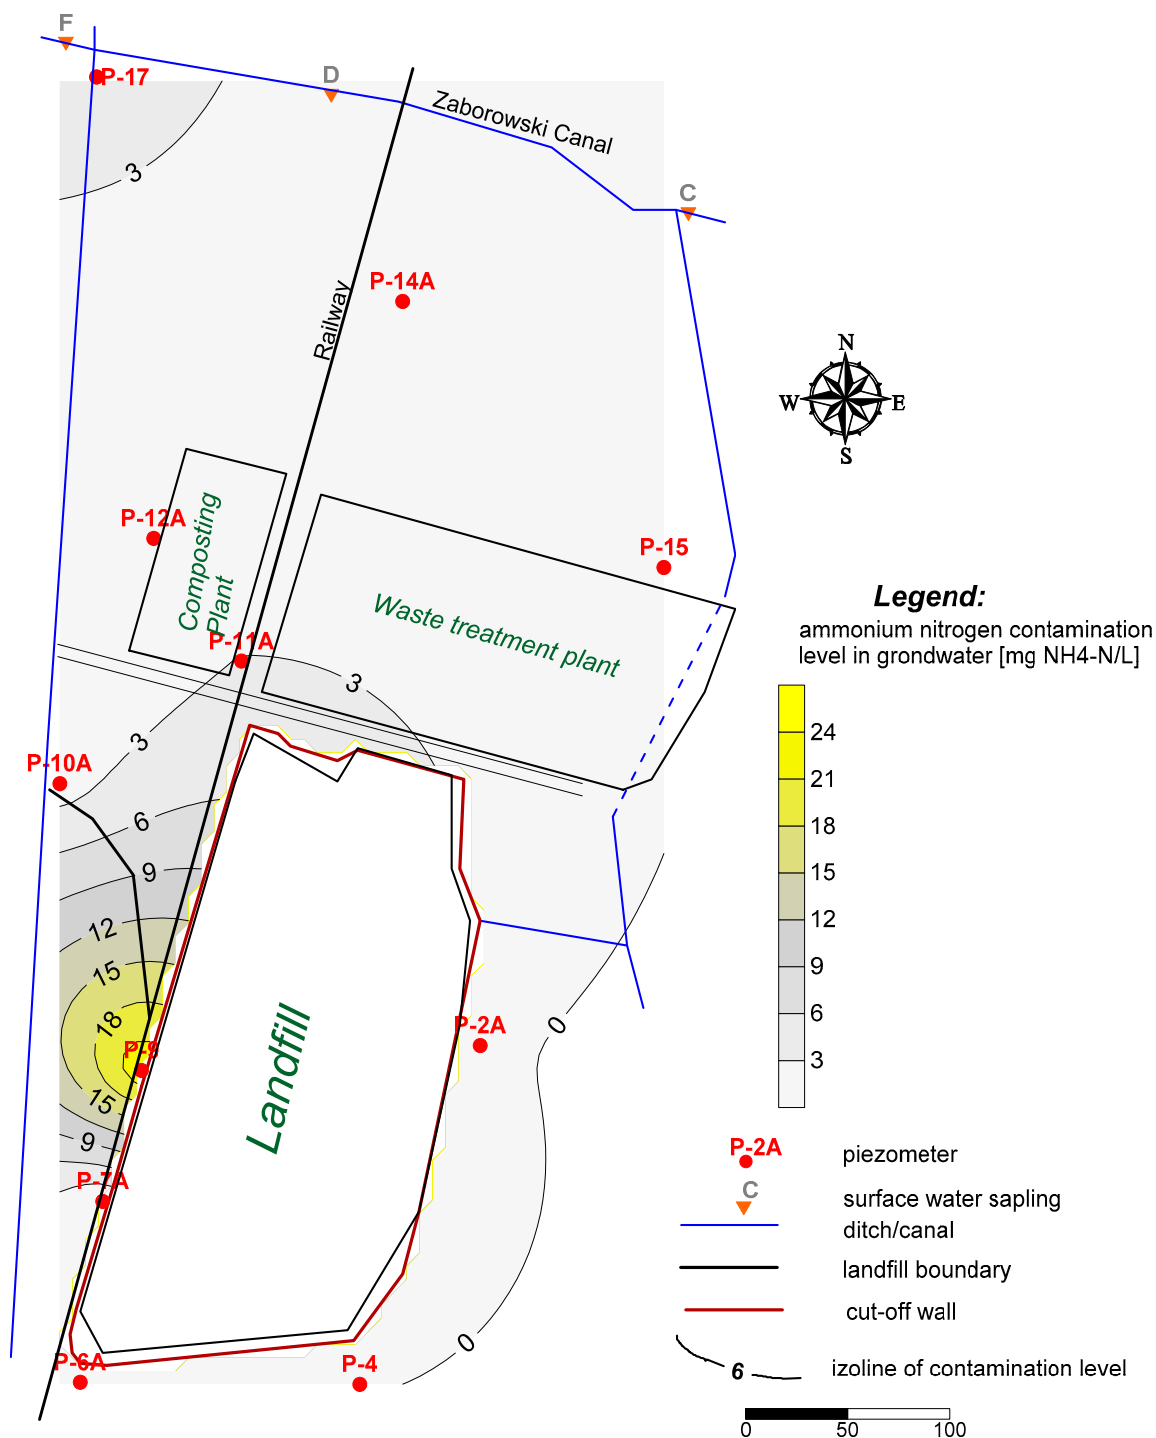 F
P-17
D
Zaborowski Canal
3
C
P-14A
Railway
N
W
E
S
P-12A
Composting
Plant
P-15
Waste treatment plant
P-11A
3
3
P-10A
6
9
12
15
18
P-9
15
9
P-7A
Landfill
P-2A
0
0
P-6A
P-4
Legend:
ammonium nitrogen contamination
level in grondwater [mg NH4-N/L]
24
21
18
15
12
9
6
3
P-2A
piezometer
C
surface water sapling
ditch/canal
landfill boundary
cut-off wall
6
izoline of contamination level
0 50 100